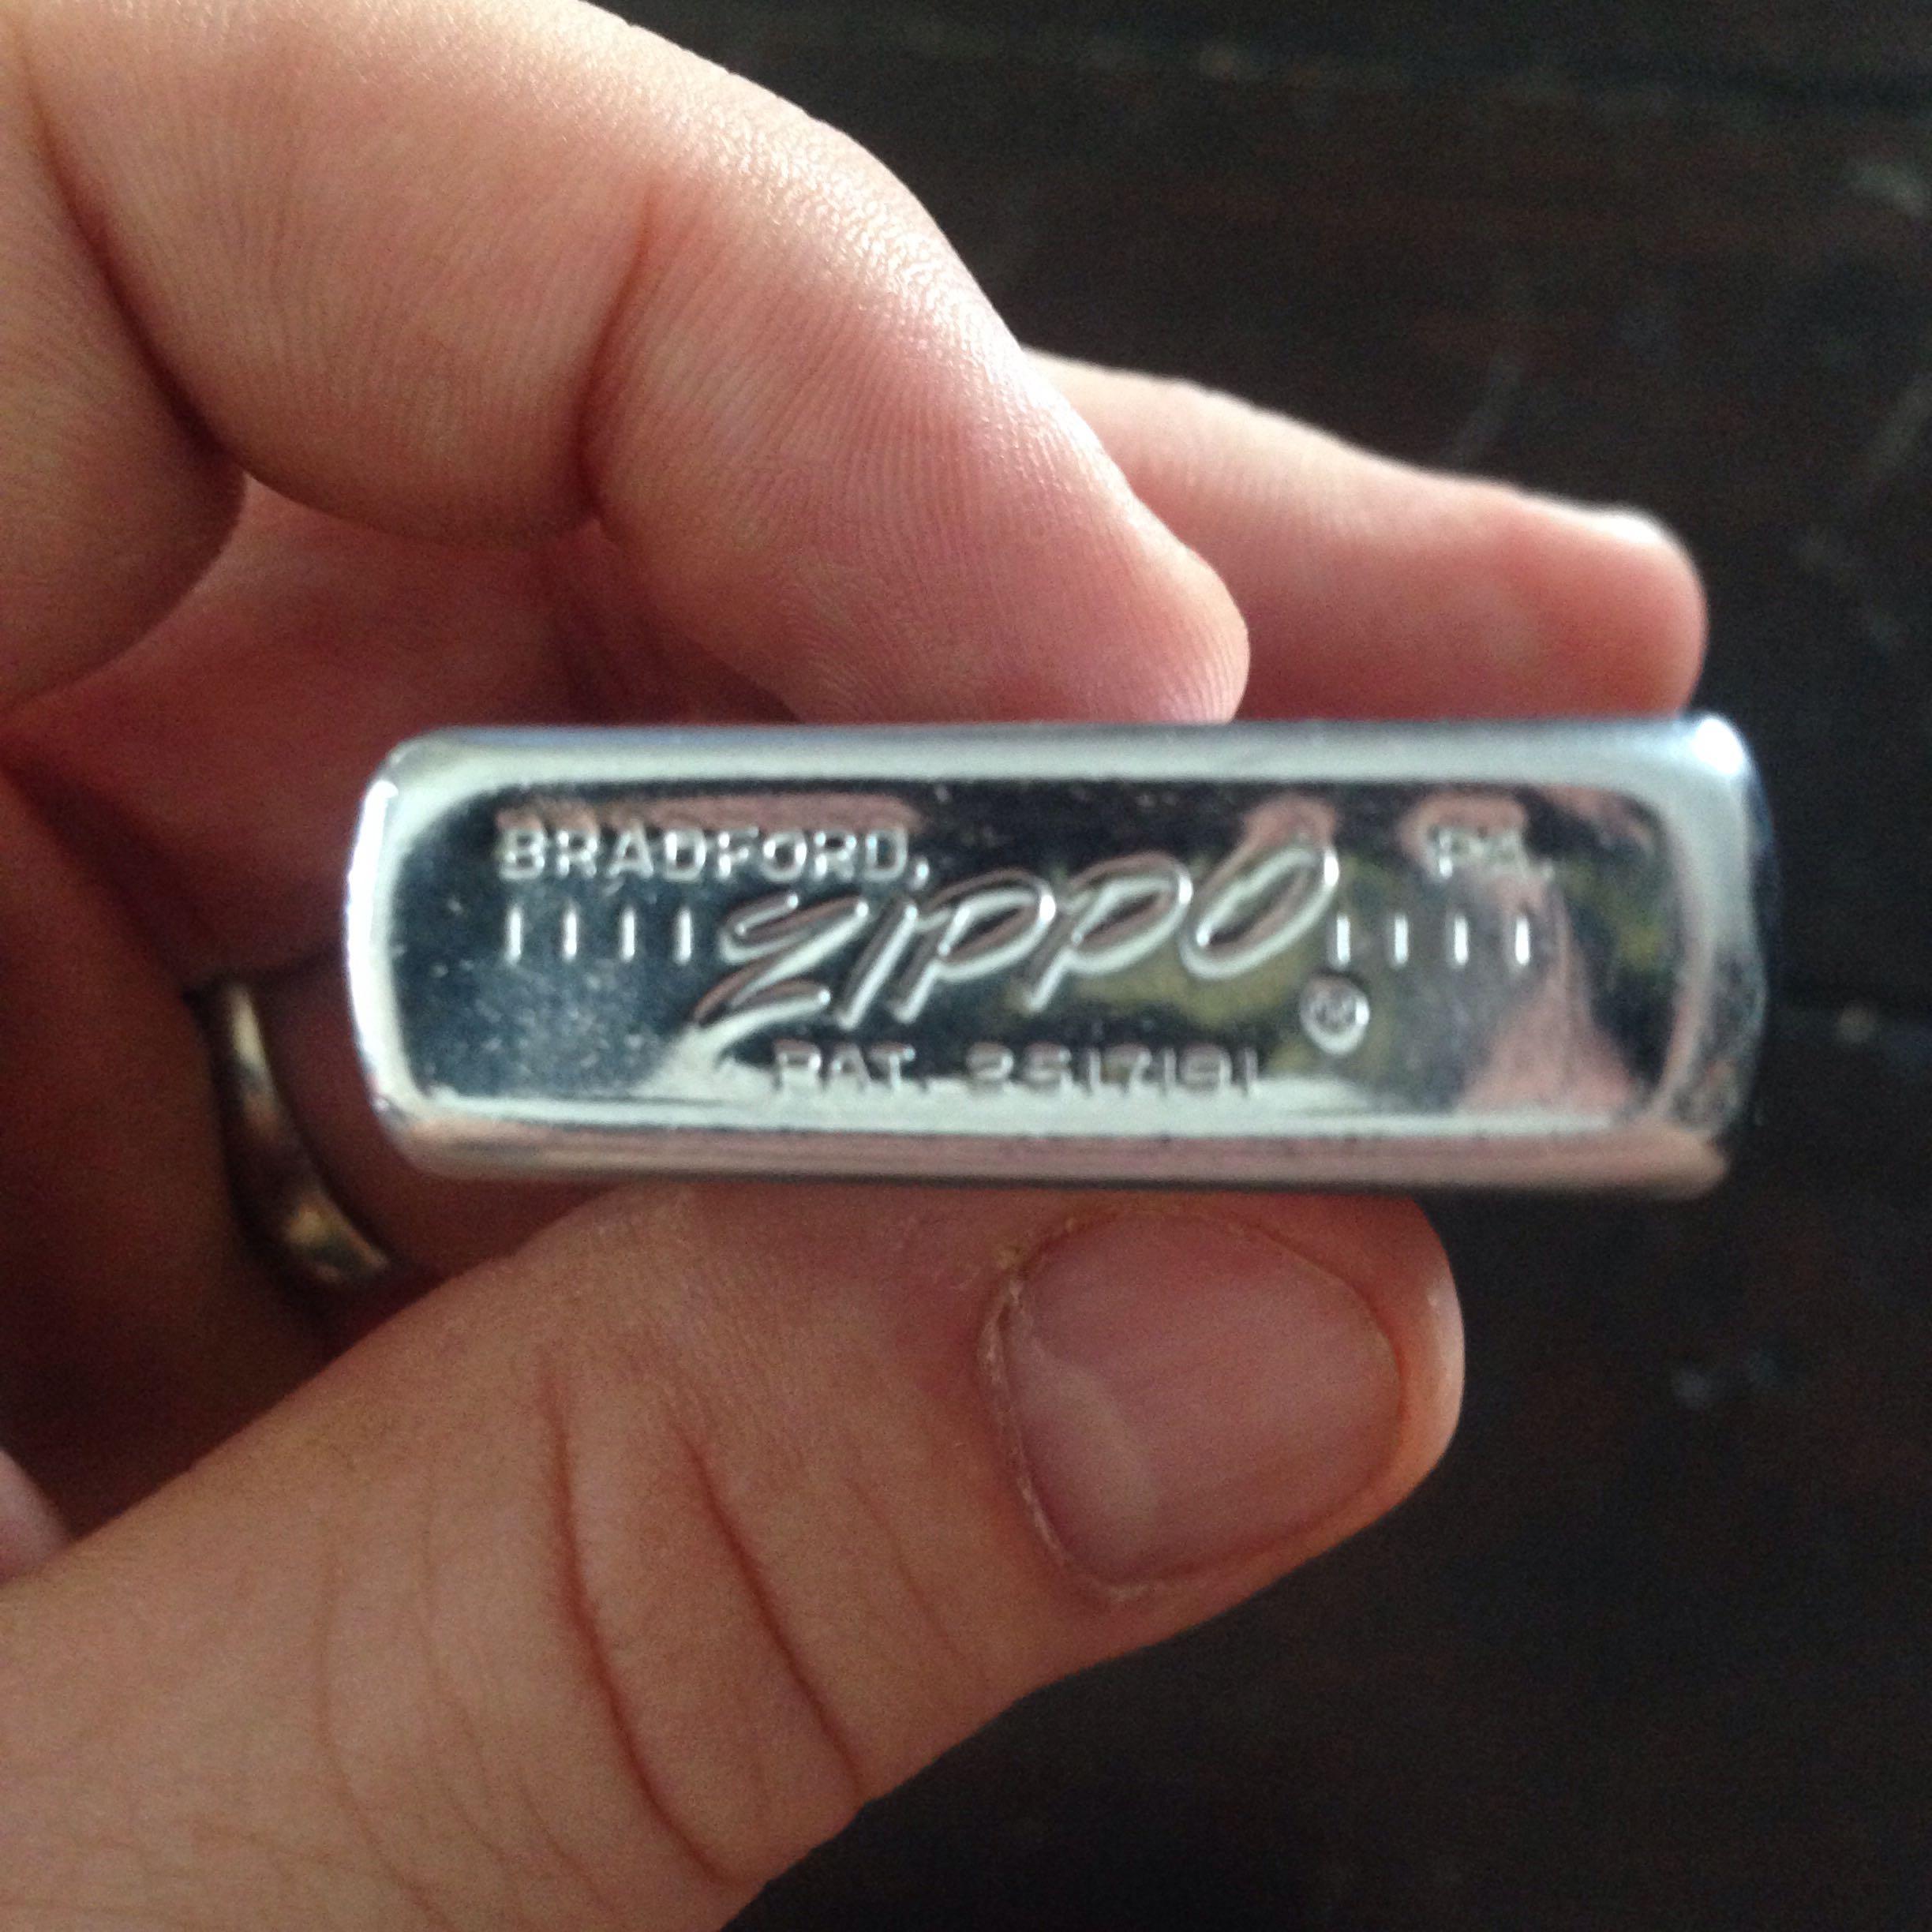 BRADFORD, PA.
IIII ZIPPO IIII
®
PAT. 2517191